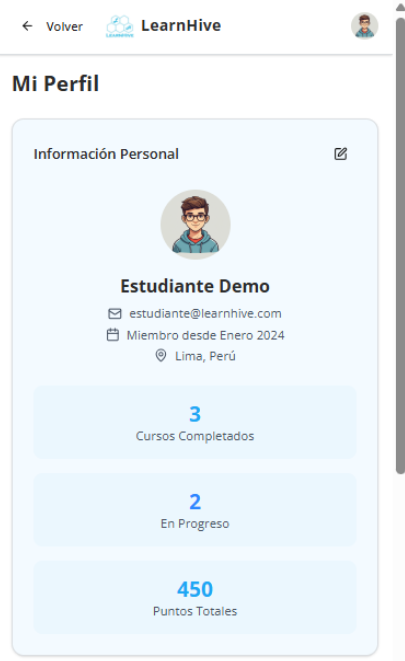 Volver
LearnHive
Mi Perfil
Información Personal
Estudiante Demo
estudiante@learnhive.com
Miembro desde Enero 2024
Lima, Perú
3
Cursos Completados
2
En Progreso
450
Puntos Totales